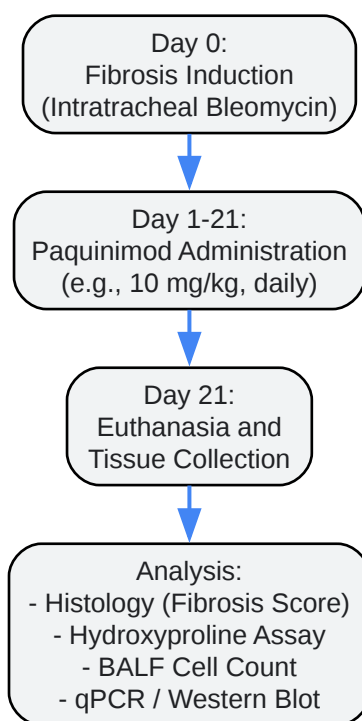 Day 0:
Fibrosis Induction
(Intratracheal Bleomycin)
Day 1-21:
Paquinimod Administration
(e.g., 10 mg/kg, daily)
Day 21:
Euthanasia and
Tissue Collection
Analysis:
- Histology (Fibrosis Score)
- Hydroxyproline Assay
- BALF Cell Count
- qPCR / Western Blot